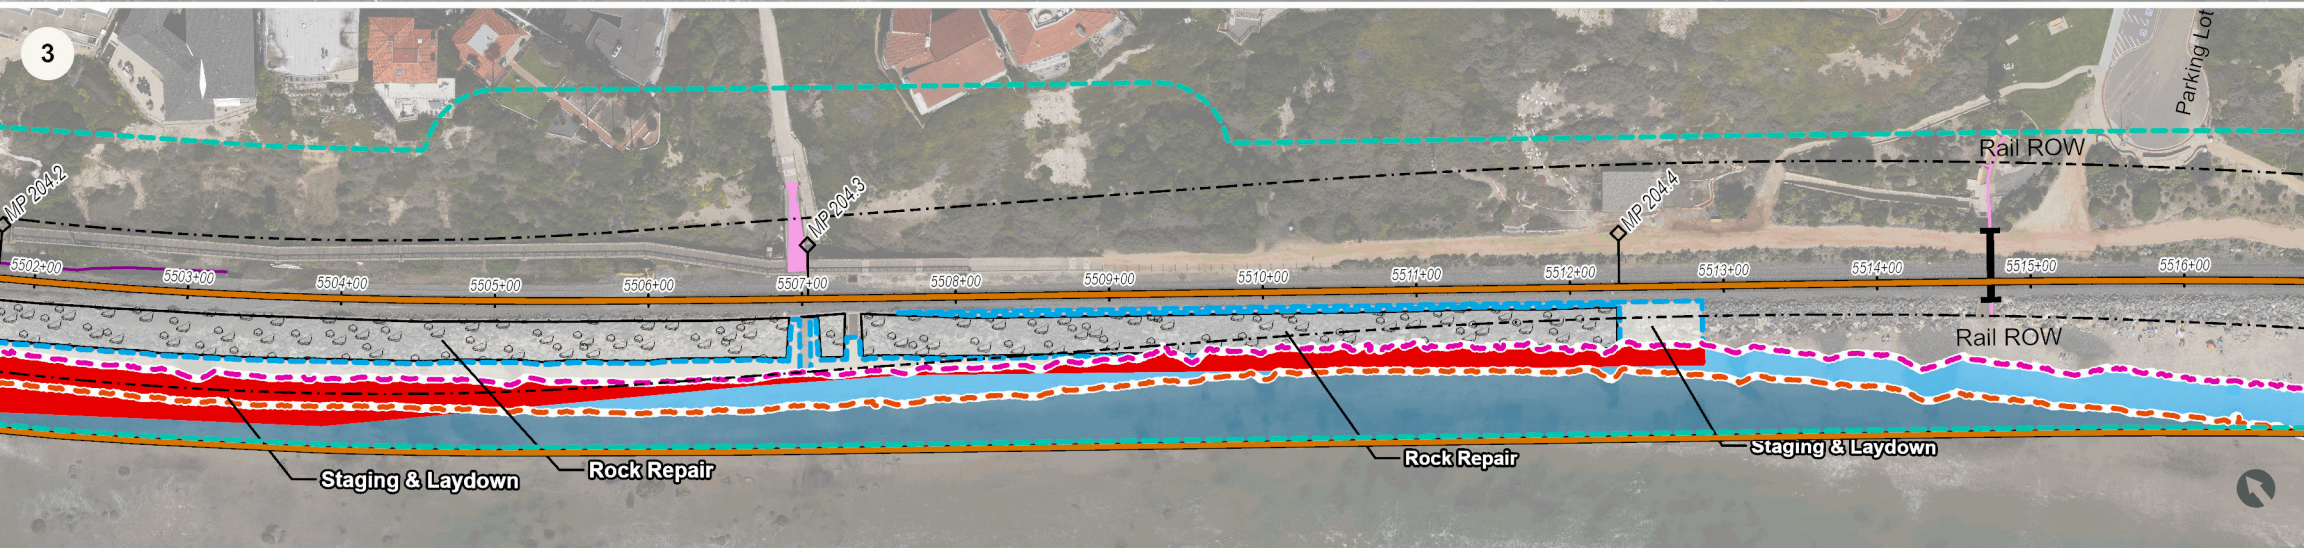 3
Parking Lot
Rail ROW
MP 204.2
MP 204.3
MP 204.4
5502+00
5503+00
5504+00
5505+00
5506+00
5507+00
5508+00
5509+00
5510+00
5511+00
5512+00
5513+00
5514+00
5515+00
5516+00
Rail ROW
Staging & Laydown
Rock Repair
Rock Repair
Staging & Laydown